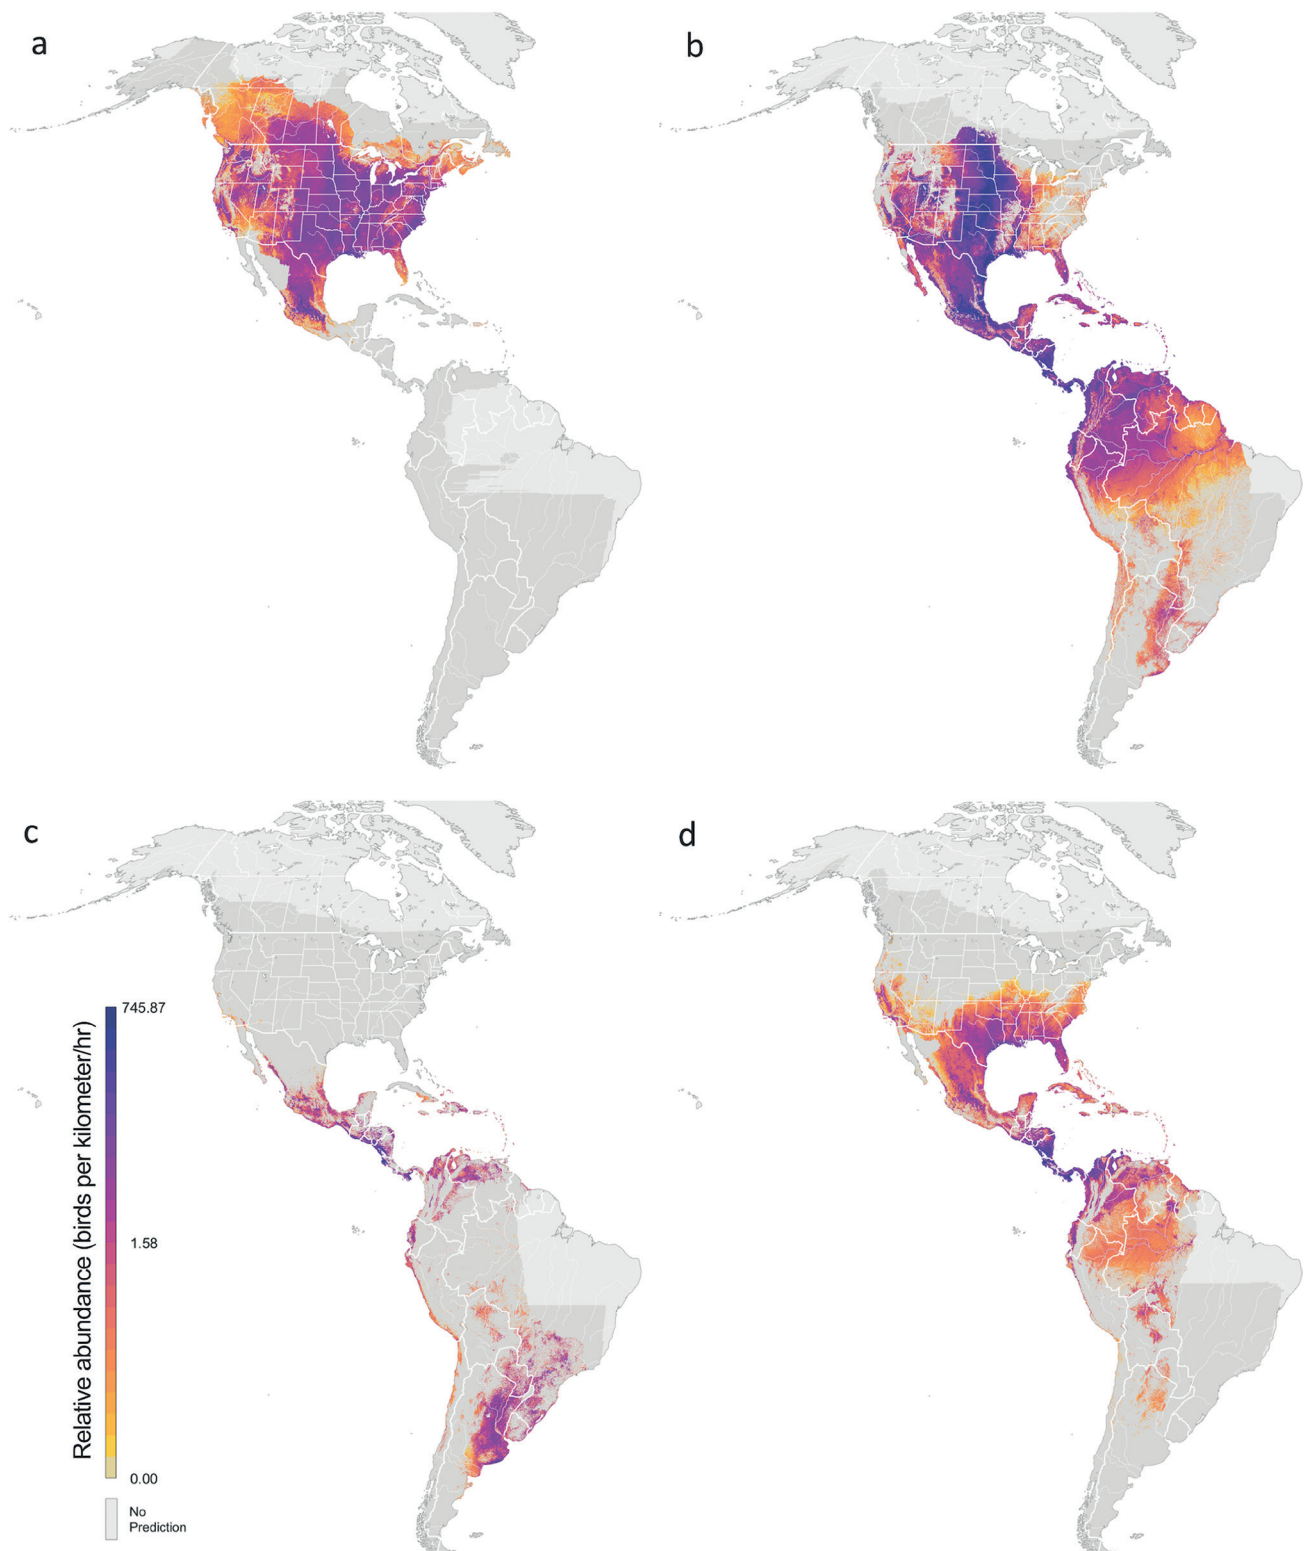 a
b
c
d
Relative abundance (birds per kilometer/hr)
745.87
1.58
0.00
No
Prediction